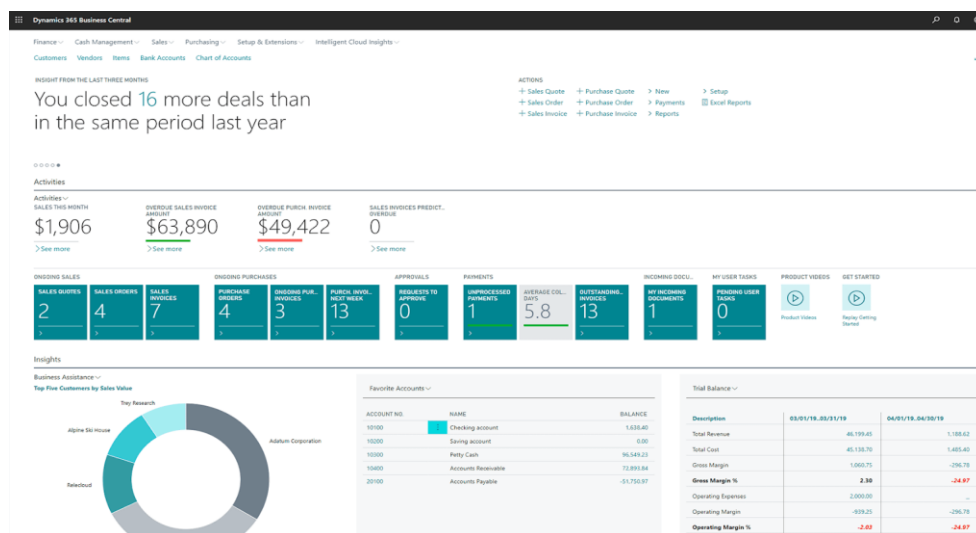 Dynamics 365 Business Central
Finance Cash Management Sales Purchasing Setup & Extensions Intelligent Cloud Insights
Customers Vendors Items Bank Accounts Chart of Accounts
INSIGHT FROM THE LAST THREE MONTHS
You closed 16 more deals than
in the same period last year
ACTIONS
+ Sales Quote + Purchase Quote > New > Setup
+ Sales Order + Purchase Order > Payments Excel Reports
+ Sales Invoice + Purchase Invoice > Reports
Activities
Activities
SALES THIS MONTH
$1,906
>See more
OVERDUE SALES INVOICE
AMOUNT
$63,890
>See more
OVERDUE PURCH. INVOICE
AMOUNT
$49,422
>See more
SALES INVOICES PREDICT...
OVERDUE
0
>See more
ONGOING SALES
SALES QUOTES
2
SALES ORDERS
4
SALES
INVOICES
7
ONGOING PURCHASES
PURCHASE
ORDERS
4
ONGOING PUR...
INVOICES
3
PURCH. INVOI...
NEXT WEEK
13
APPROVALS
REQUESTS TO
APPROVE
0
PAYMENTS
UNPROCESSED
PAYMENTS
1
AVERAGE COL...
DAYS
5.8
OUTSTANDING...
INVOICES
13
INCOMING DOCU...
MY INCOMING
DOCUMENTS
1
MY USER TASKS
PENDING USER
TASKS
0
PRODUCT VIDEOS
Product Videos
GET STARTED
Replay Getting
Started
Insights
Business Assistance
Top Five Customers by Sales Value
Trey Research
Alpine Ski House
Adatum Corporation
Relecloud
Favorite Accounts
ACCOUNT NO. NAME BALANCE
10100 Checking account 1,638.40
10200 Saving account 0.00
10300 Petty Cash 96,549.23
10400 Accounts Receivable 72,893.84
20100 Accounts Payable -51,750.97
Trial Balance
Description 03/01/19..03/31/19 04/01/19..04/30/19
Total Revenue 46,199.45 1,188.62
Total Cost 45,138.70 1,485.40
Gross Margin 1,060.75 -296.78
Gross Margin % 2.30 -24.97
Operating Expenses 2,000.00 _
Operating Margin -939.25 -296.78
Operating Margin % -2.03 -24.97